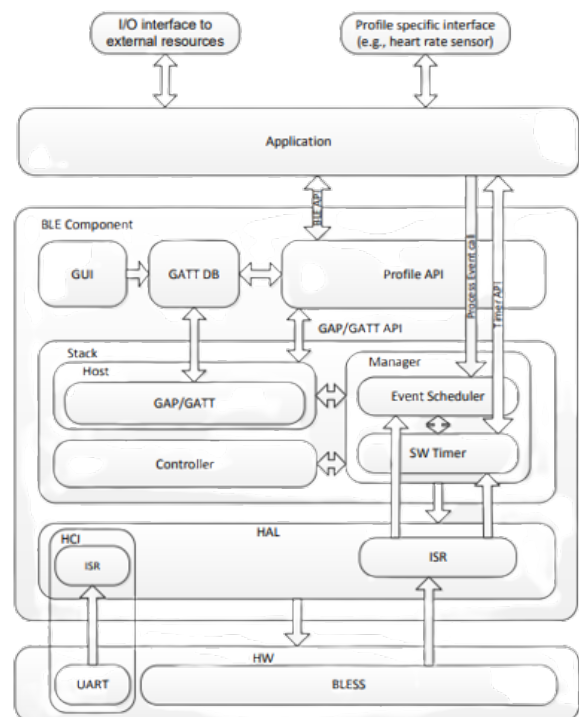 I/O interface to
external resources
Profile specific interface
(e.g., heart rate sensor)
Application
BLE API
Process Event call
Timer API
BLE Component
GUI
GATT DB
Profile API
GAP/GATT API
Stack
Host
GAP/GATT
Controller
Manager
Event Scheduler
SW Timer
HAL
HCI
ISR
ISR
HW
UART
BLESS